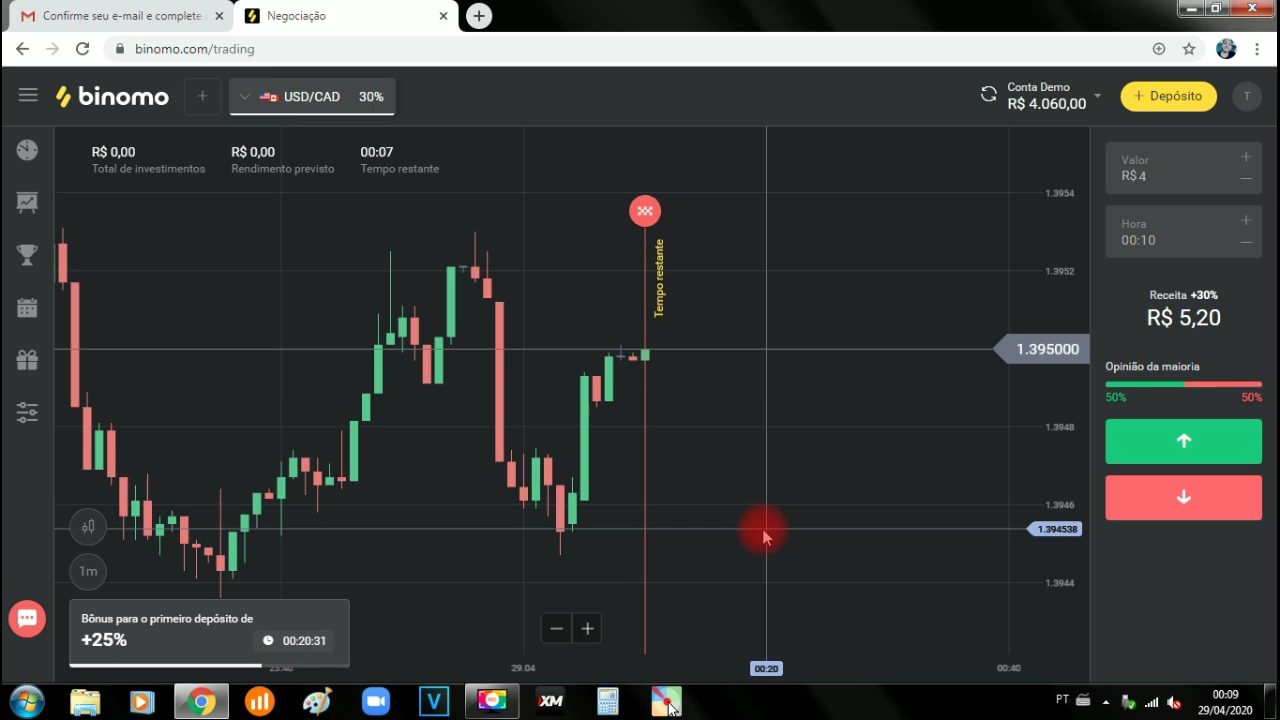 Confirme seu e-mail e complete
Negociação
binomo.com/trading
binomo
USD/CAD 30%
Conta Demo
R$ 4.060,00
+ Depósito
T
R$ 0,00
Total de investimentos
R$ 0,00
Rendimento previsto
00:07
Tempo restante
Tempo restante
1.3954
1.3952
1.395000
1.3948
1.3946
1.394538
1.3944
Valor
R$ 4
Hora
00:10
Receita +30%
R$ 5,20
Opinião da maioria
50%
50%
1m
Bônus para o primeiro depósito de
+25%
00:20:31
23:40
29.04
00:20
00:40
V
XM
PT
00:09
29/04/2020